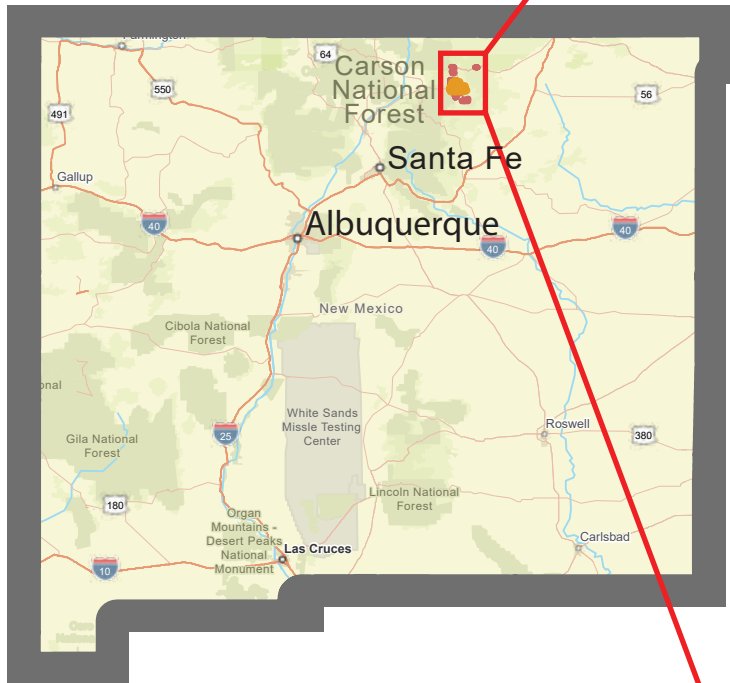 64
Carson
National
Forest
550
56
491
Santa Fe
Gallup
40
Albuquerque
40
40
New Mexico
Cibola National
Forest
White Sands
Missle Testing
Center
Roswell
25
380
Gila National
Forest
Lincoln National
Forest
180
Organ
Mountains -
Desert Peaks
National
Monument
Las Cruces
Carlsbad
10